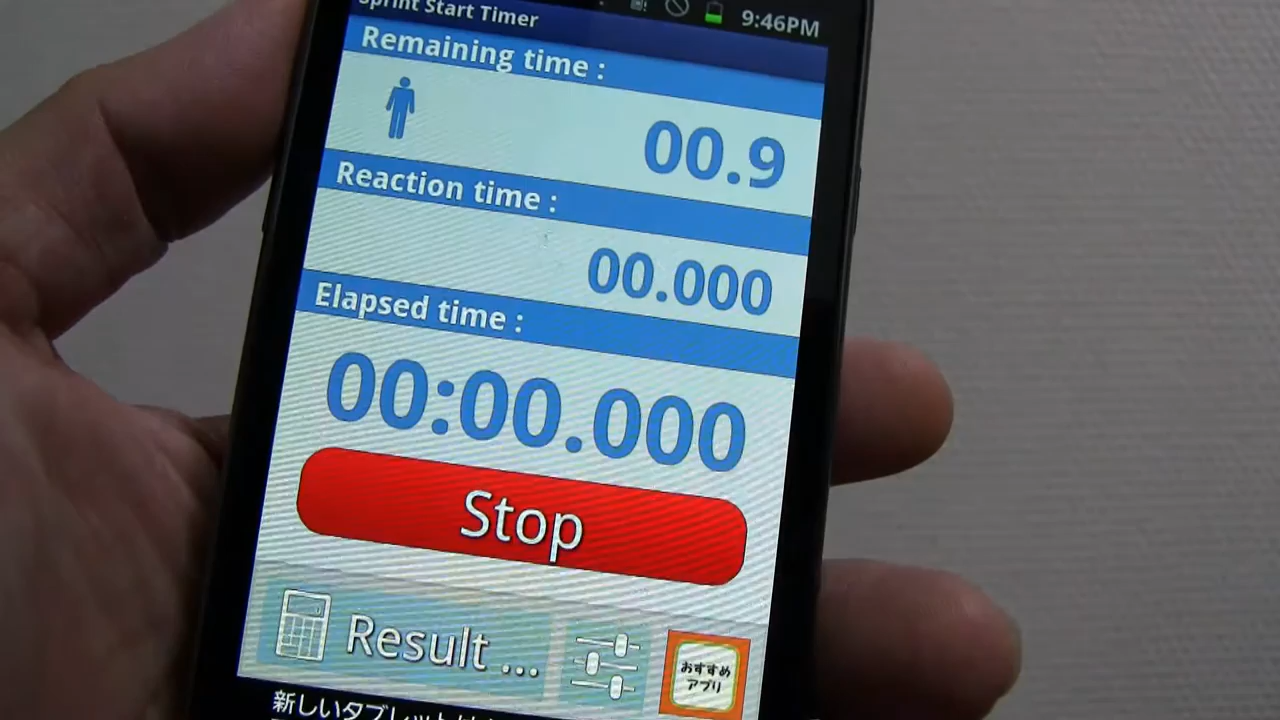 Sprint Start Timer
9:46PM
Remaining time :
00.9
Reaction time :
00.000
Elapsed time :
00:00.000
Stop
Result ...
おすすめ
アプリ
新しいタブレット